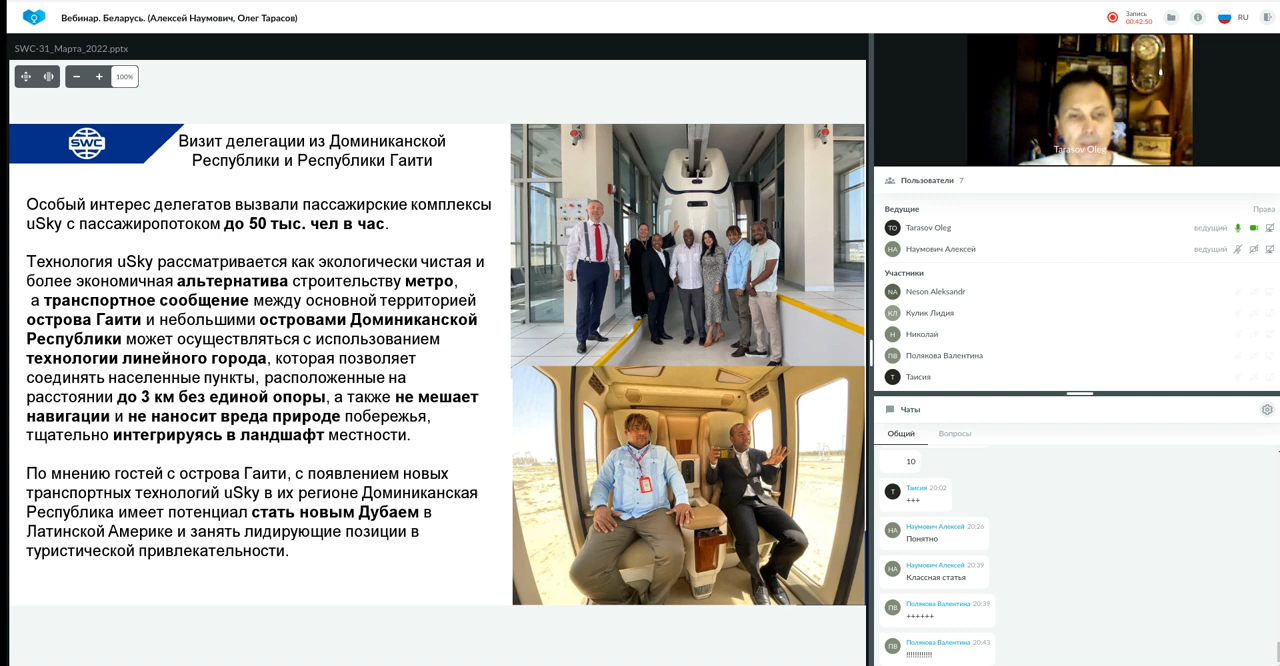 Вебинар. Беларусь. (Алексей Наумович, Олег Тарасов)
Запись
00:42:50
RU
SWC-31_Марта_2022.pptx
100%
SWC
Визит делегации из Доминиканской
Республики и Республики Гаити
Особый интерес делегатов вызвали пассажирские комплексы
uSky с пассажиропотоком до 50 тыс. чел в час.
Технология uSky рассматривается как экологически чистая и
более экономичная альтернатива строительству метро,
а транспортное сообщение между основной территорией
острова Гаити и небольшими островами Доминиканской
Республики может осуществляться с использованием
технологии линейного города, которая позволяет
соединять населенные пункты, расположенные на
расстоянии до 3 км без единой опоры, а также не мешает
навигации и не наносит вреда природе побережья,
тщательно интегрируясь в ландшафт местности.
По мнению гостей с острова Гаити, с появлением новых
транспортных технологий uSky в их регионе Доминиканская
Республика имеет потенциал стать новым Дубаем в
Латинской Америке и занять лидирующие позиции в
туристической привлекательности.
Tarasov Oleg
Пользователи 7
Ведущие Права
TO Tarasov Oleg ведущий
НА Наумович Алексей ведущий
Участники
NA Neson Aleksandr
КЛ Кулик Лидия
Н Николай
ПВ Полякова Валентина
Т Таисия
Чаты
Общий Вопросы
10
Т Таисия 20:02
+++
НА Наумович Алексей 20:26
Понятно
НА Наумович Алексей 20:39
Классная статья
ПВ Полякова Валентина 20:39
++++++
ПВ Полякова Валентина 20:43
!!!!!!!!!!!!